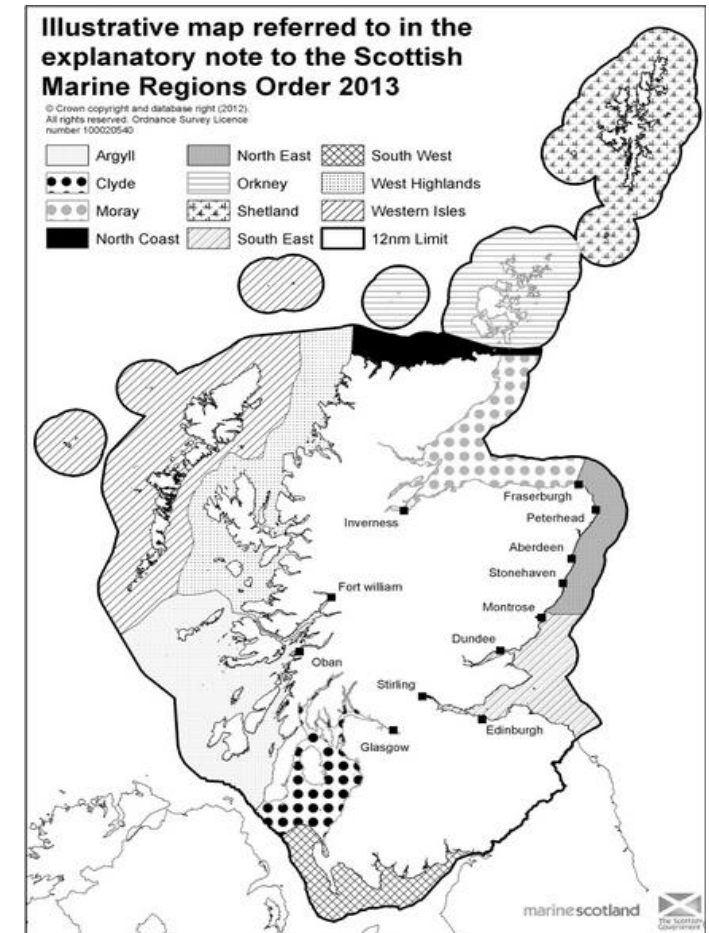 Illustrative map referred to in the
explanatory note to the Scottish
Marine Regions Order 2013
© Crown copyright and database right (2012).
All rights reserved. Ordnance Survey Licence
number 100020540
Argyll
North East
South West
Clyde
Orkney
West Highlands
Moray
Shetland
Western Isles
North Coast
South East
12nm Limit
Fraserburgh
Inverness
Peterhead
Aberdeen
Stonehaven
Fort william
Montrose
Dundee
Oban
Stirling
Edinburgh
Glasgow
marinescotland
The Scottish
Government